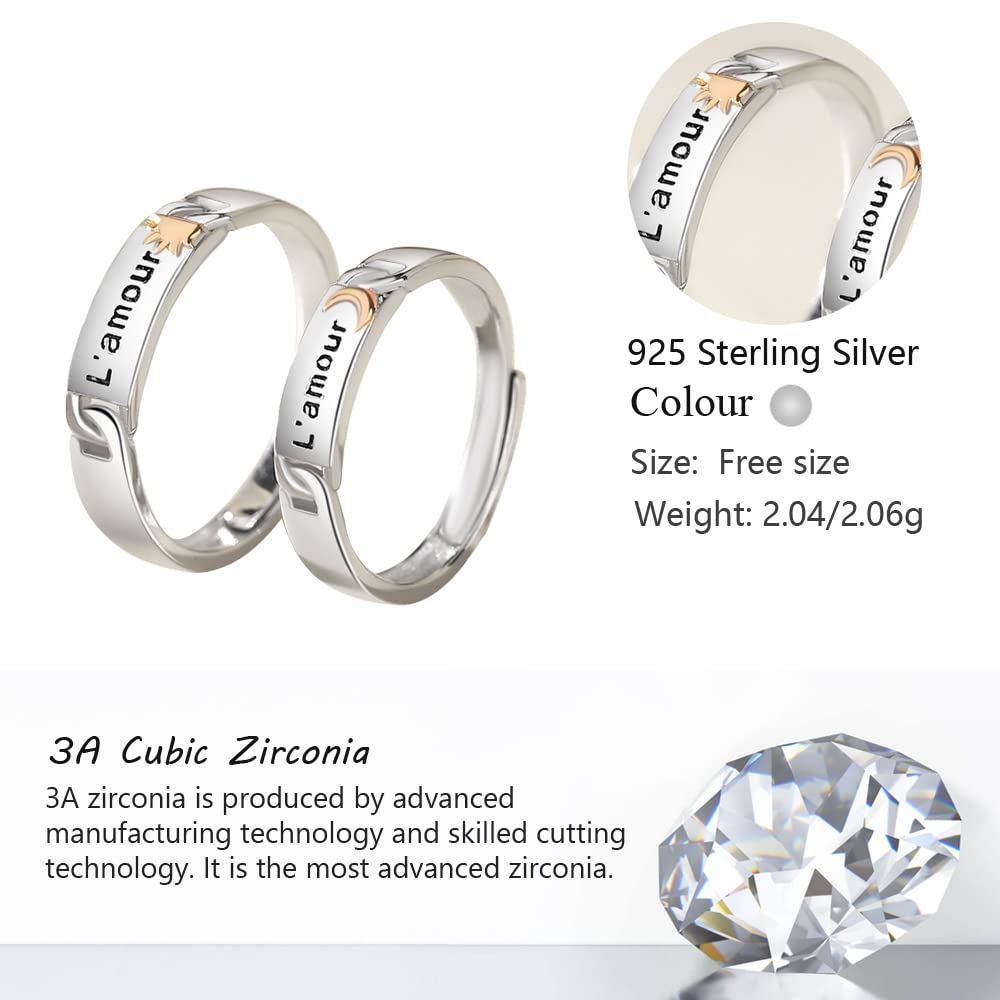 L'amour
L'amour
L'amour
L'amour
925 Sterling Silver
Colour
Size: Free size
Weight: 2.04/2.06g
3A Cubic Zirconia
3A zirconia is produced by advanced
manufacturing technology and skilled cutting
technology. It is the most advanced zirconia.